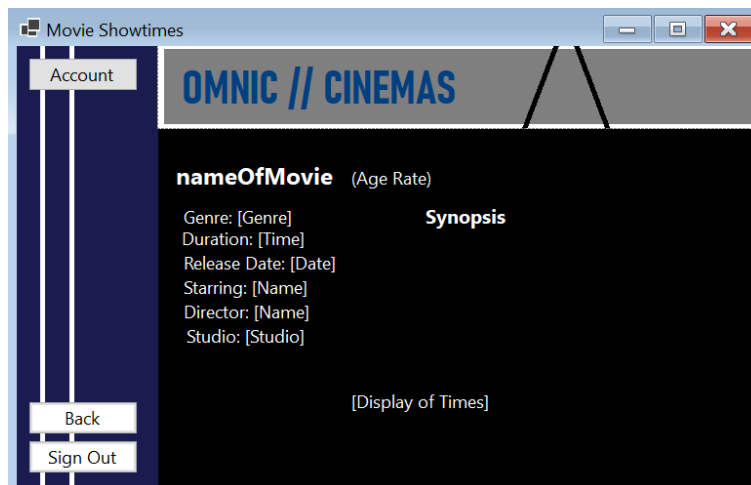 Movie Showtimes
Account
OMNIC // CINEMAS
nameOfMovie (Age Rate)
Genre: [Genre]
Synopsis
Duration: [Time]
Release Date: [Date]
Starring: [Name]
Director: [Name]
Studio: [Studio]
[Display of Times]
Back
Sign Out